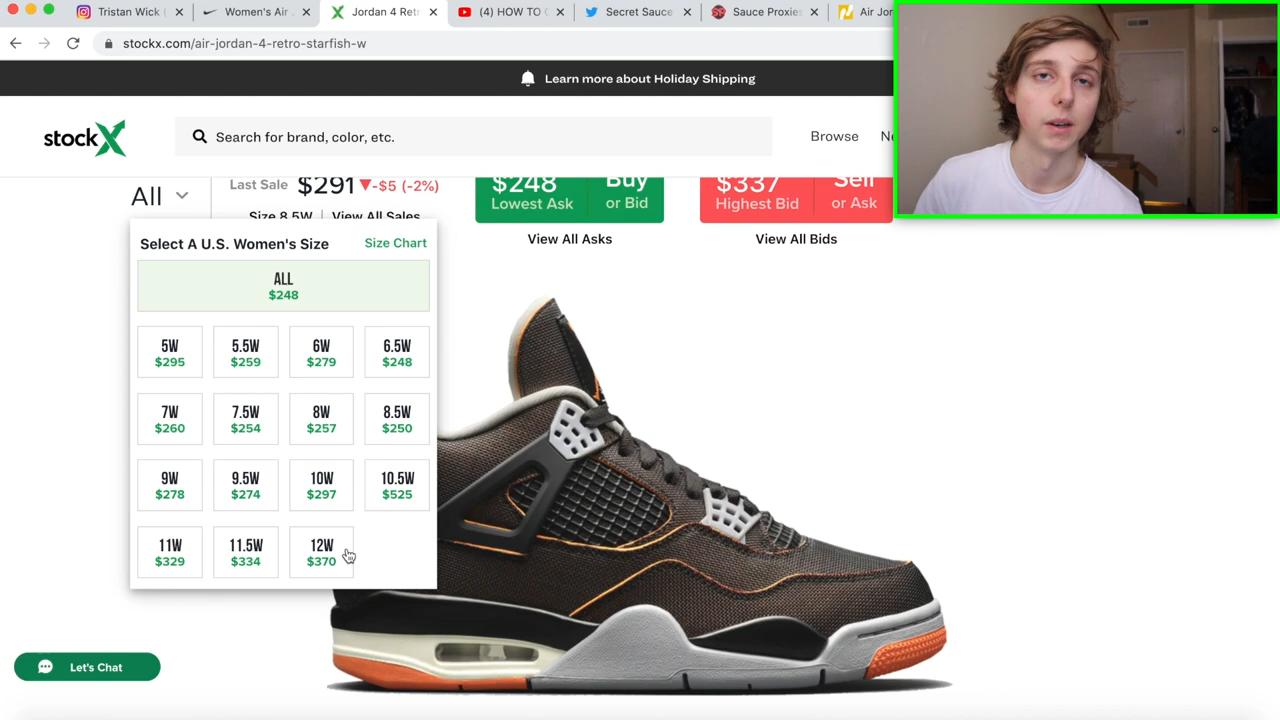 Tristan Wick (
Women's Air
Jordan 4 Retr
(4) HOW TO
Secret Sauce
Sauce Proxies
Air Jor
stockx.com/air-jordan-4-retro-starfish-w
Learn more about Holiday Shipping
stockX
Search for brand, color, etc.
Browse
All
Last Sale $291 ▼-$5 (-2%)
Size 8.5W | View All Sales
$248 Buy
Lowest Ask or Bid
$337 Sell
Highest Bid or Ask
View All Asks
View All Bids
Select A U.S. Women's Size
Size Chart
ALL
$248
5W 5.5W 6W 6.5W
$295 $259 $279 $248
7W 7.5W 8W 8.5W
$260 $254 $257 $250
9W 9.5W 10W 10.5W
$278 $274 $297 $525
11W 11.5W 12W
$329 $334 $370
Let's Chat